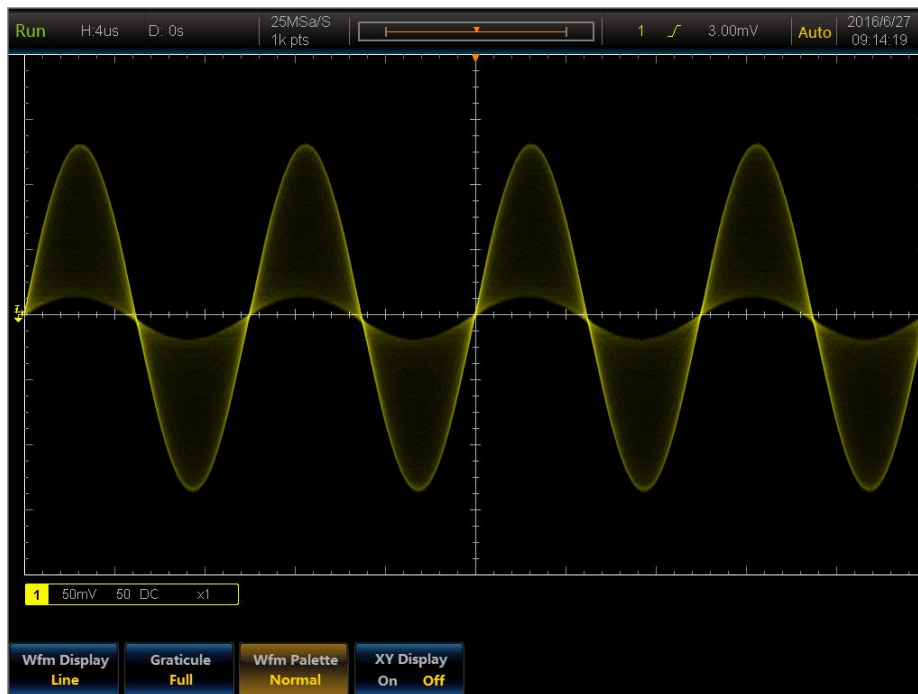 Run H:4us D: 0s 25MSa/S 1 3.00mV Auto 2016/6/27
1k pts 09:14:19
1 50mV 50 DC x1
Wfm Display Graticule Wfm Palette XY Display
Line Full Normal On Off